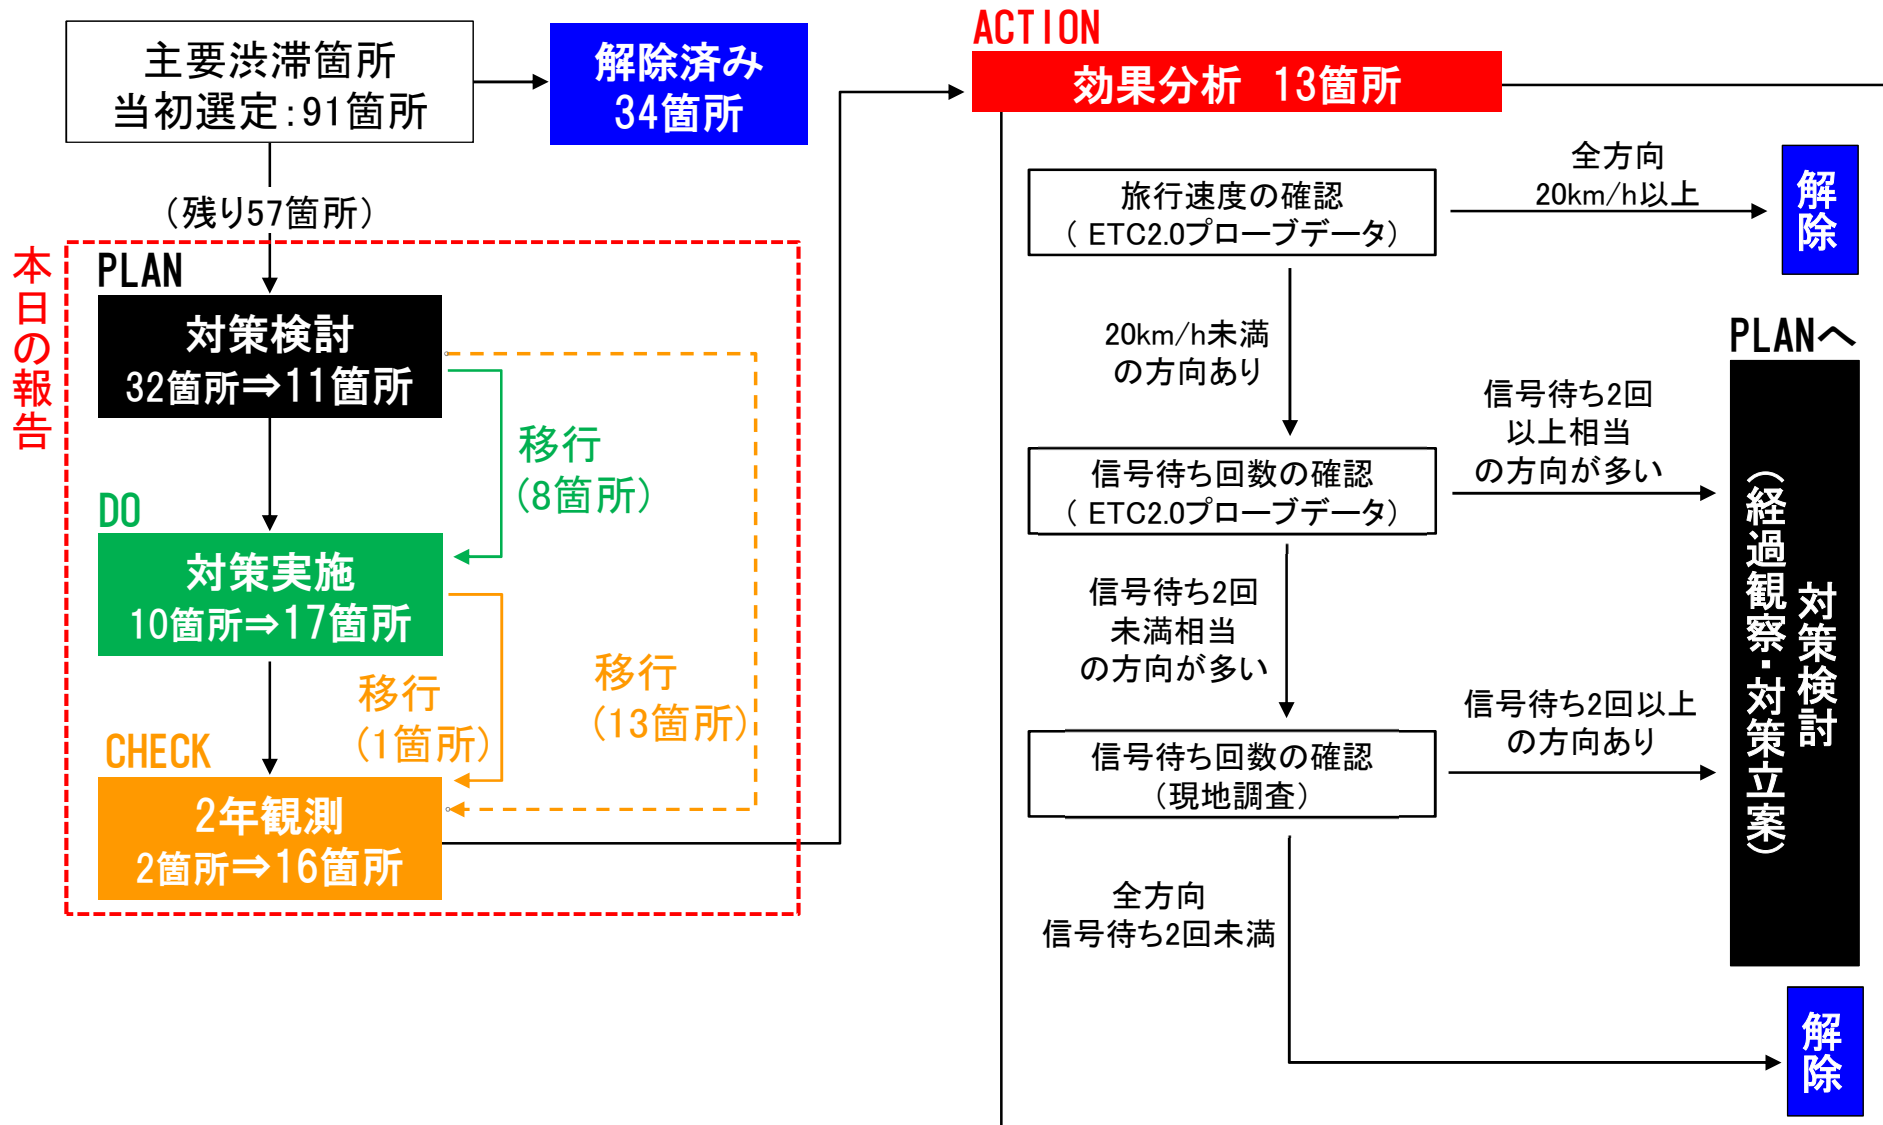 主要渋滞箇所
当初選定：91箇所
解除済み
34箇所
（残り57箇所）
本日の報告
PLAN
対策検討
32箇所⇒11箇所
移行
（8箇所）
DO
対策実施
10箇所⇒17箇所
移行
（1箇所）
移行
（13箇所）
CHECK
2年観測
2箇所⇒16箇所
ACTION
効果分析　13箇所
旅行速度の確認
（ ETC2.0プローブデータ）
全方向
20km/h以上
解除
20km/h未満
の方向あり
信号待ち回数の確認
（ ETC2.0プローブデータ）
信号待ち2回
以上相当
の方向が多い
PLANへ
対策検討
（経過観察・対策立案）
信号待ち2回
未満相当
の方向が多い
信号待ち回数の確認
（現地調査）
信号待ち2回以上
の方向あり
全方向
信号待ち2回未満
解除